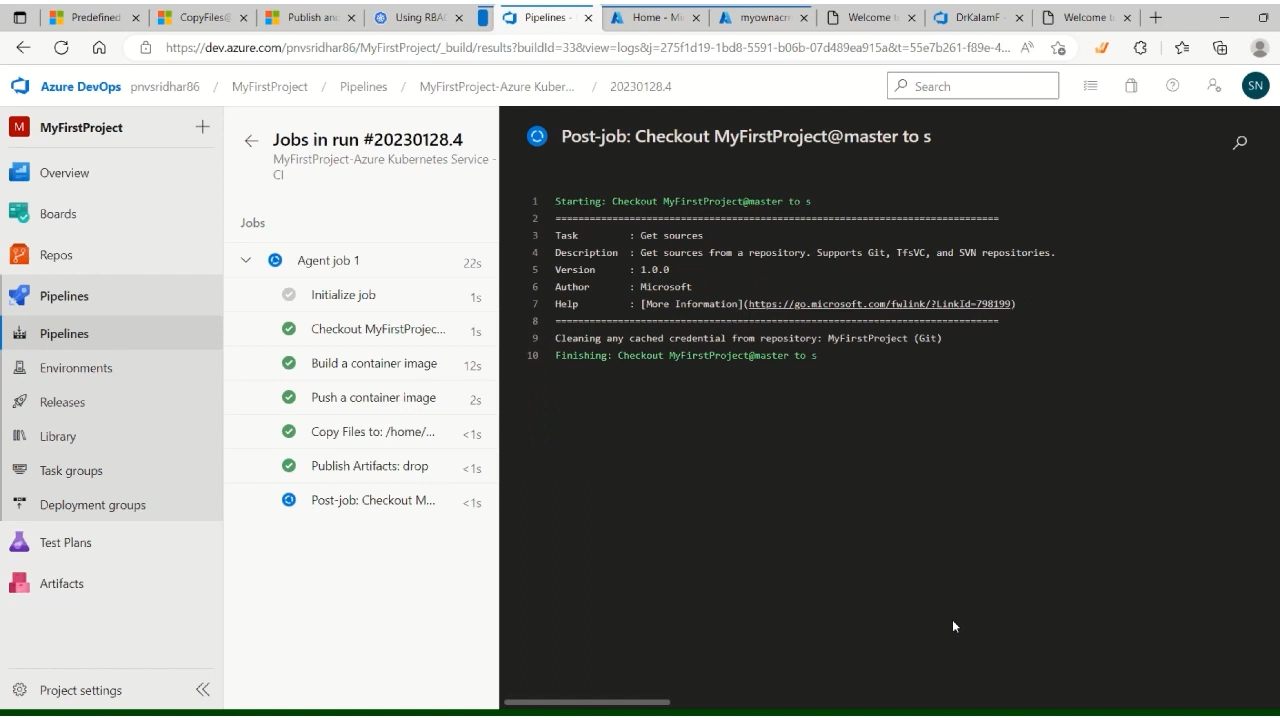 Predefined
CopyFiles@
Publish and
Using RBAC
Pipelines -
Home - Mi
myownacr
Welcome t
DrKalamF
Welcome t
https://dev.azure.com/pnvsridhar86/MyFirstProject/_build/results?buildId=33&view=logs&j=275f1d19-1bd8-5591-b06b-07d489ea915a&t=55e7b261-f89e-4...
Azure DevOps pnvsridhar86 / MyFirstProject / Pipelines / MyFirstProject-Azure Kuber... / 20230128.4
Search
SN
M MyFirstProject
Overview
Boards
Repos
Pipelines
Pipelines
Environments
Releases
Library
Task groups
Deployment groups
Test Plans
Artifacts
Project settings
Jobs in run #20230128.4
MyFirstProject-Azure Kubernetes Service -
CI
Jobs
Agent job 1 22s
Initialize job 1s
Checkout MyFirstProjec... 1s
Build a container image 12s
Push a container image 2s
Copy Files to: /home/... <1s
Publish Artifacts: drop <1s
Post-job: Checkout M... <1s
Post-job: Checkout MyFirstProject@master to s
1 Starting: Checkout MyFirstProject@master to s
2 ==============================================================================
3 Task : Get sources
4 Description : Get sources from a repository. Supports Git, TfsVC, and SVN repositories.
5 Version : 1.0.0
6 Author : Microsoft
7 Help : [More Information](https://go.microsoft.com/fwlink/?LinkId=798199)
8 ==============================================================================
9 Cleaning any cached credential from repository: MyFirstProject (Git)
10 Finishing: Checkout MyFirstProject@master to s